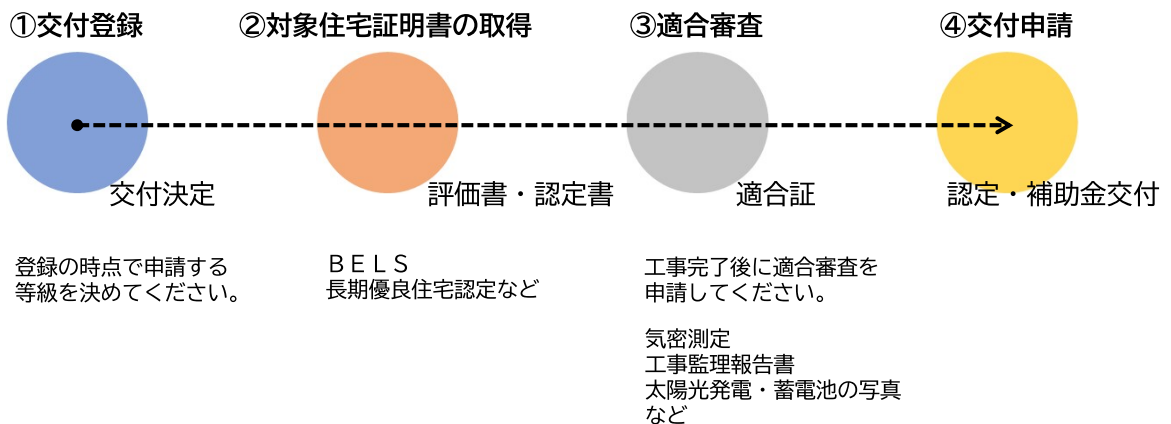 ①交付登録
②対象住宅証明書の取得
③適合審査
④交付申請
交付決定
評価書・認定書
適合証
認定・補助金交付
登録の時点で申請する
等級を決めてください。
ＢＥＬＳ
長期優良住宅認定など
工事完了後に適合審査を
申請してください。
気密測定
工事監理報告書
太陽光発電・蓄電池の写真
など